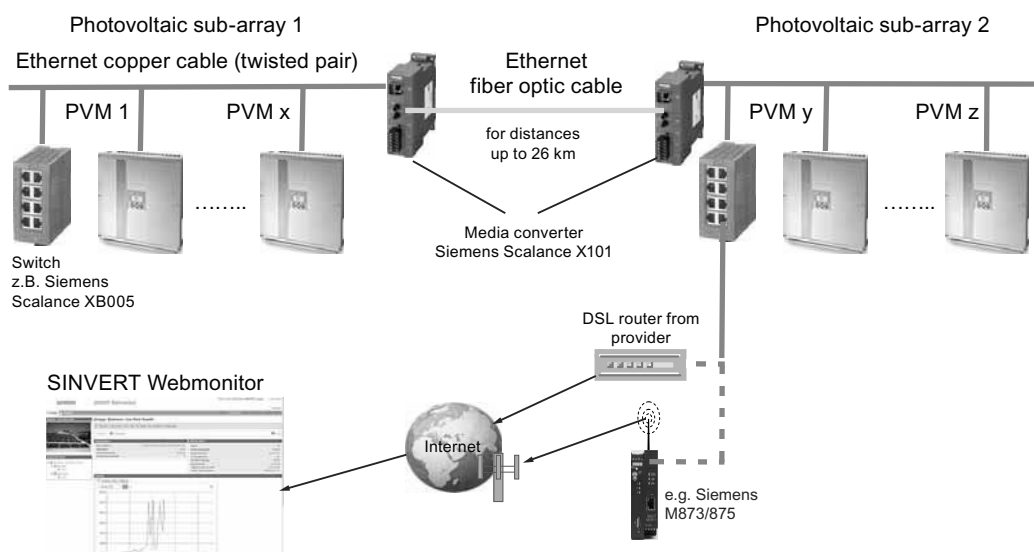 Photovoltaic sub-array 1
Photovoltaic sub-array 2
Ethernet copper cable (twisted pair)
Ethernet
fiber optic cable
PVM 1
PVM x
PVM y
PVM z
for distances
up to 26 km
........
........
Media converter
Siemens Scalance X101
Switch
z.B. Siemens
Scalance XB005
DSL router from
provider
SINVERT Webmonitor
Internet
e.g. Siemens
M873/875